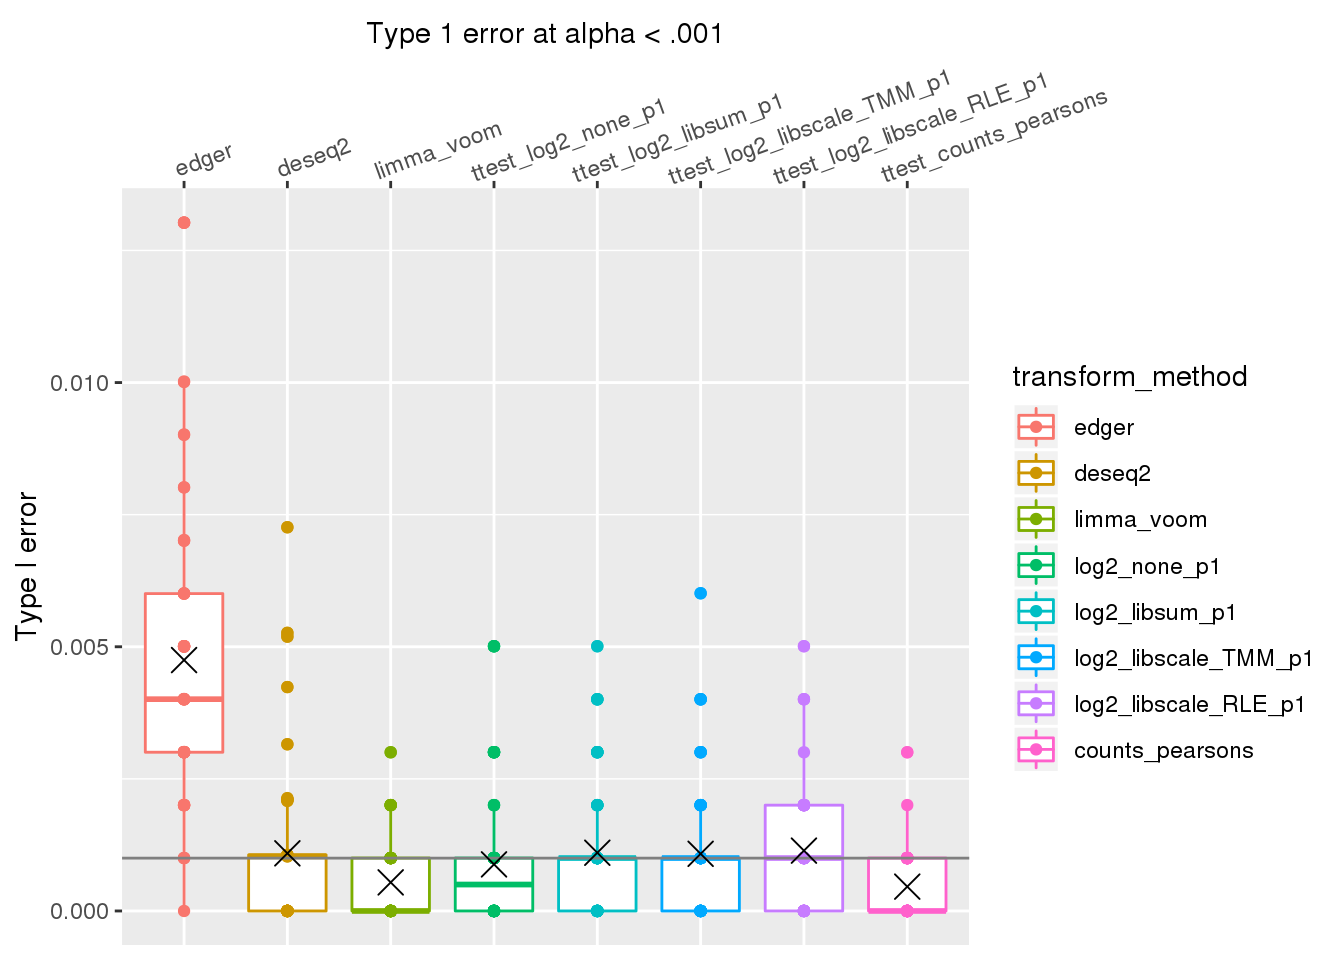 Type 1 error at alpha < .001
edger
deseq2
limma_voom
ttest_log2_none_p1
ttest_log2_libsum_p1
ttest_log2_libscale_TMM_p1
ttest_log2_libscale_RLE_p1
ttest_counts_pearsons
Type I error
0.010
0.005
0.000
transform_method
edger
deseq2
limma_voom
log2_none_p1
log2_libsum_p1
log2_libscale_TMM_p1
log2_libscale_RLE_p1
counts_pearsons